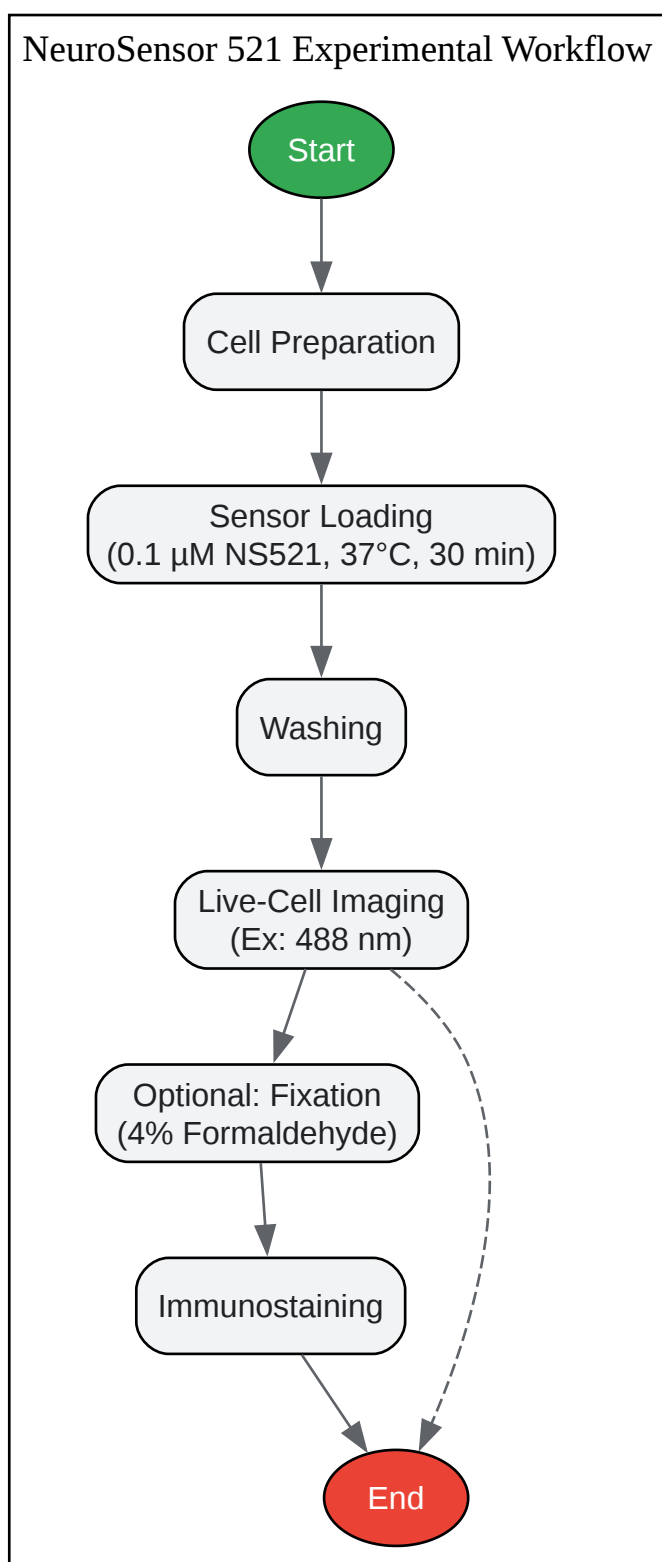 NeuroSensor 521 Experimental Workflow
Start
Cell Preparation
Sensor Loading
(0.1 µM NS521, 37°C, 30 min)
Washing
Live-Cell Imaging
(Ex: 488 nm)
Optional: Fixation
(4% Formaldehyde)
Immunostaining
End